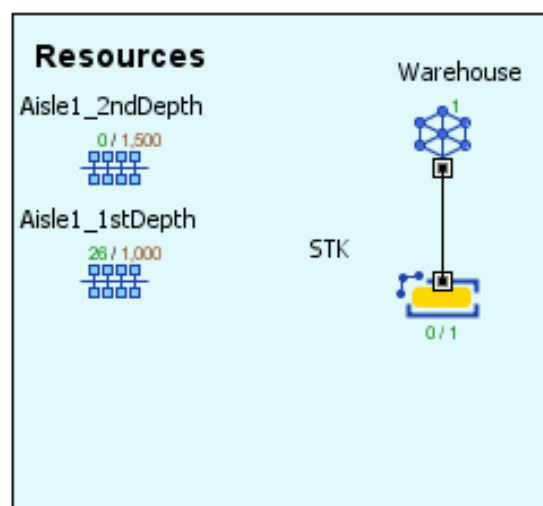 Resources
Warehouse
1
Aisle1_2ndDepth
0 / 1,500
Aisle1_1stDepth
26 / 1,000
STK
0 / 1